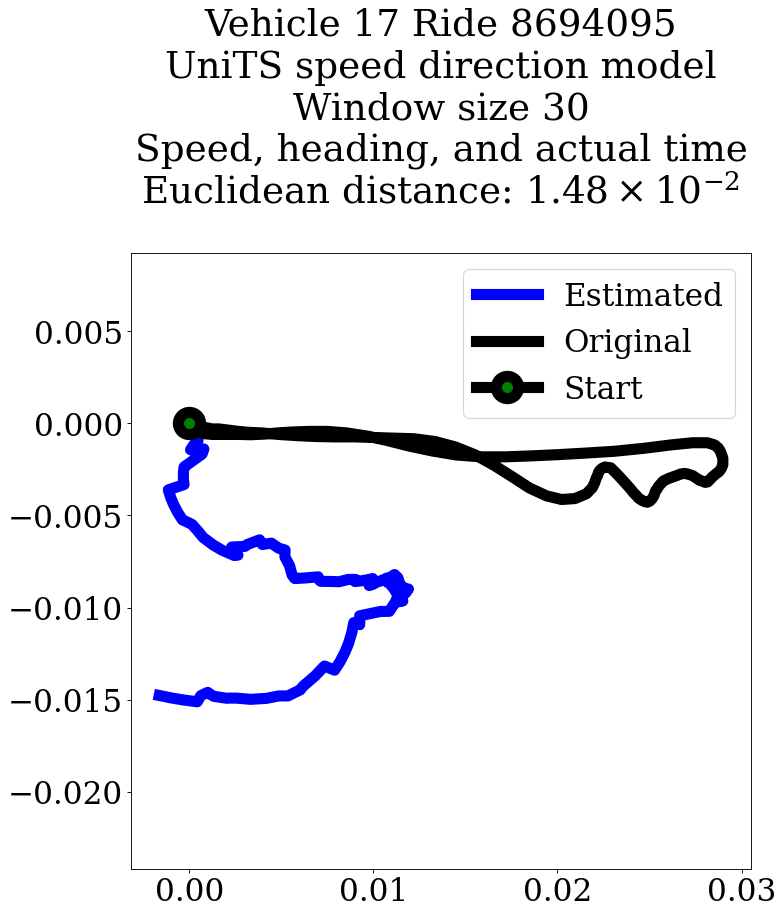 Vehicle 17 Ride 8694095
UniTS speed direction model
Window size 30
Speed, heading, and actual time
Euclidean distance: 1.48 × 10⁻²
Estimated
Original
Start
0.005
0.000
−0.005
−0.010
−0.015
−0.020
0.00 0.01 0.02 0.03